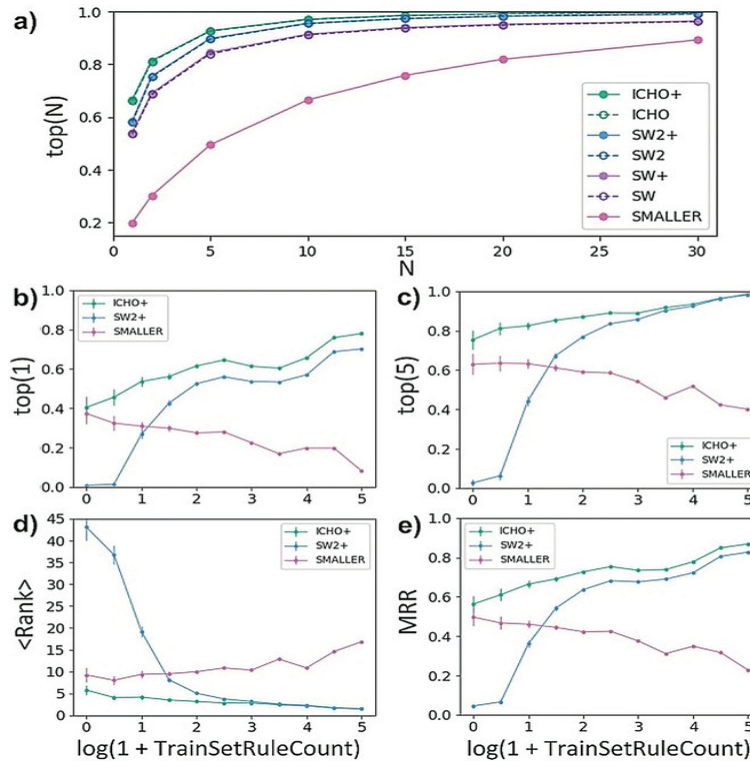 a)
1.0
0.8
0.6
0.4
0.2
top(N)
0
5
10
15
20
25
30
N
ICHO+
ICHO
SW2+
SW2
SW+
SW
SMALLER
b)
1.0
0.8
0.6
0.4
0.2
0.0
top(1)
0
1
2
3
4
5
ICHO+
SW2+
SMALLER
c)
1.0
0.8
0.6
0.4
0.2
0.0
top(5)
0
1
2
3
4
5
ICHO+
SW2+
SMALLER
d)
45
40
35
30
25
20
15
10
5
0
<Rank>
0
1
2
3
4
5
log(1 + TrainSetRuleCount)
ICHO+
SW2+
SMALLER
e)
1.0
0.8
0.6
0.4
0.2
0.0
MRR
0
1
2
3
4
5
log(1 + TrainSetRuleCount)
ICHO+
SW2+
SMALLER